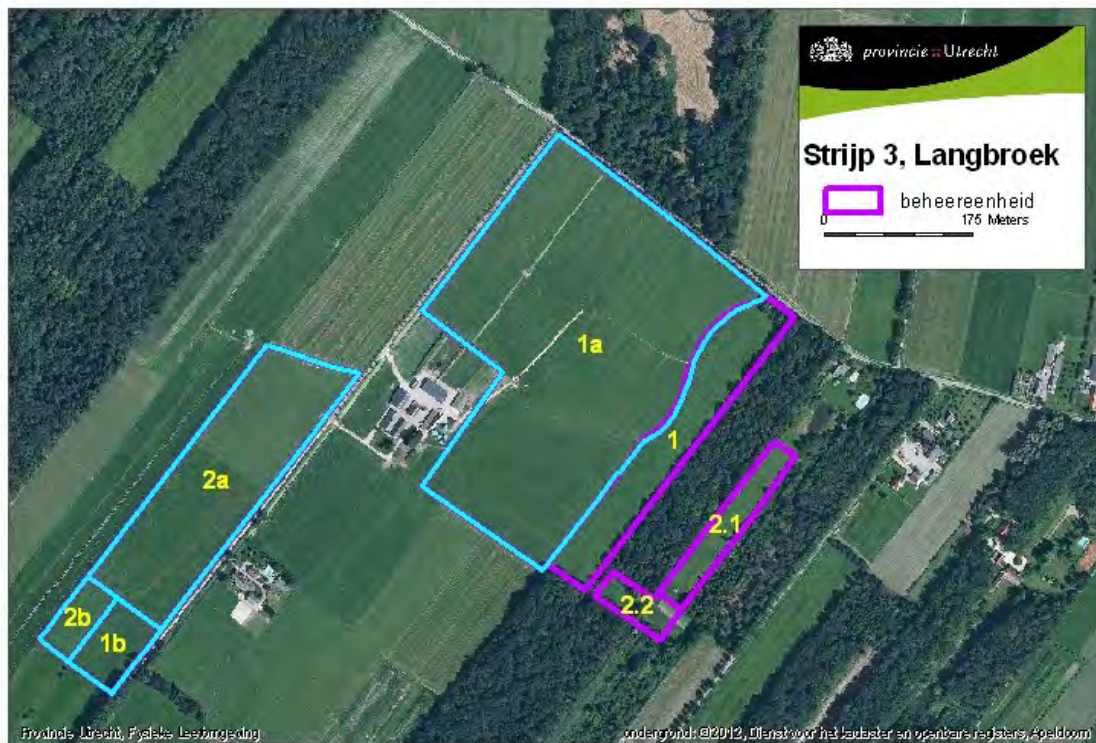 provincie :: Utrecht
Strijp 3, Langbroek
beheereenheid
0 175 Meters
1a
1
2a
2.1
2.2
2b
1b
Provincie Utrecht, Fysieke Leefomgeving
ondergrond: ©2012, Dienst voor het kadaster en openbare registers, Apeldoorn